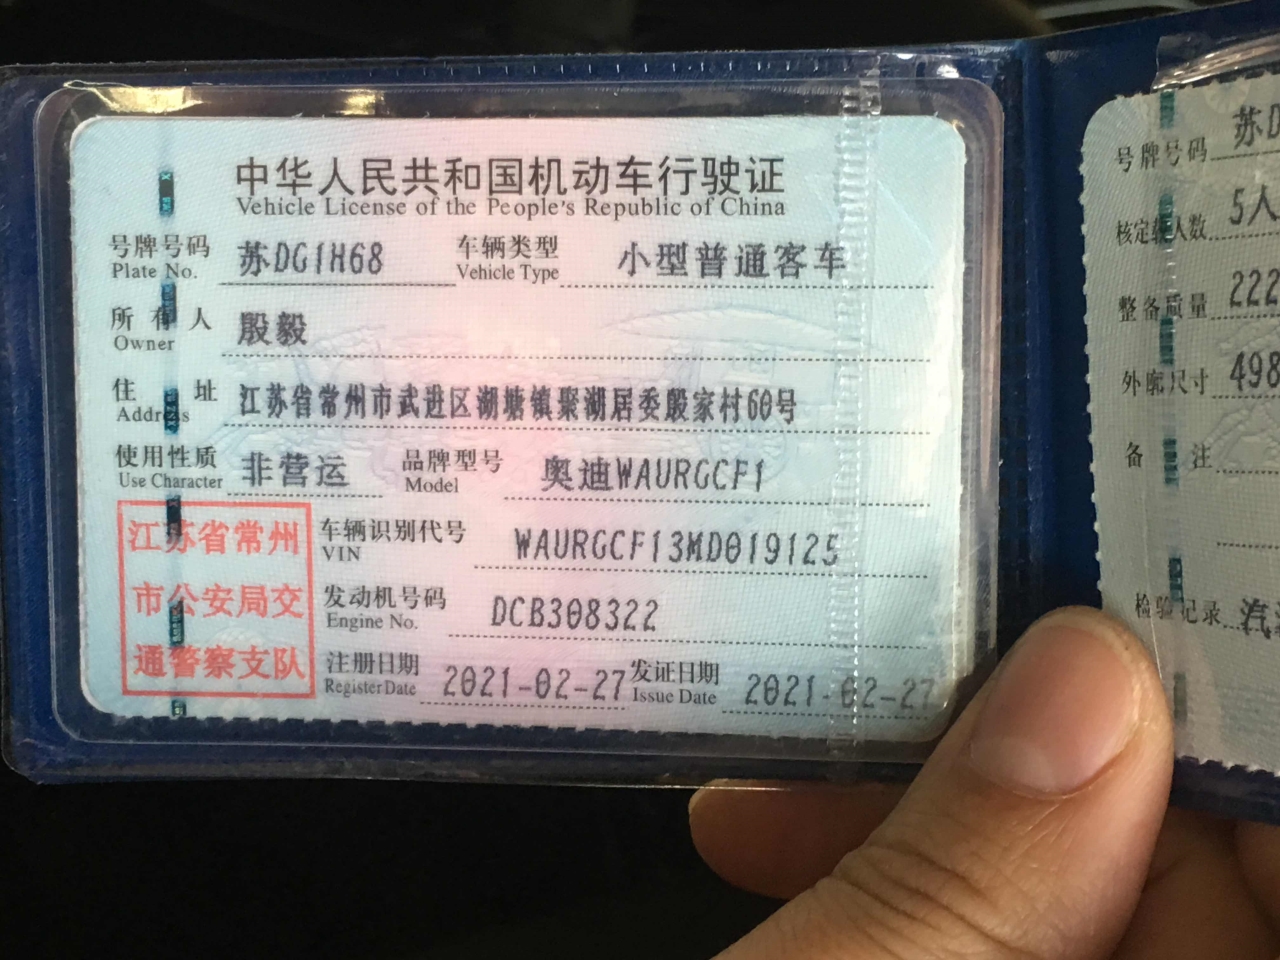 中华人民共和国机动车行驶证
Vehicle License of the People's Republic of China
号牌号码 苏DG1H68 车辆类型 小型普通客车
Plate No. Vehicle Type
所有人 殷毅
Owner
住址 江苏省常州市武进区湖塘镇聚湖居委殷家村60号
Address
使用性质 非营运 品牌型号 奥迪WAURGCF1
Use Character Model
江苏省常州
市公安局交
通警察支队
车辆识别代号 WAURGCF13MD019125
VIN
发动机号码 DCB308322
Engine No.
注册日期 2021-02-27 发证日期 2021-02-27
Register Date Issue Date
号牌号码 苏D
核定载人数 5人
整备质量 222
外廓尺寸 498
备注
检验记录 汽